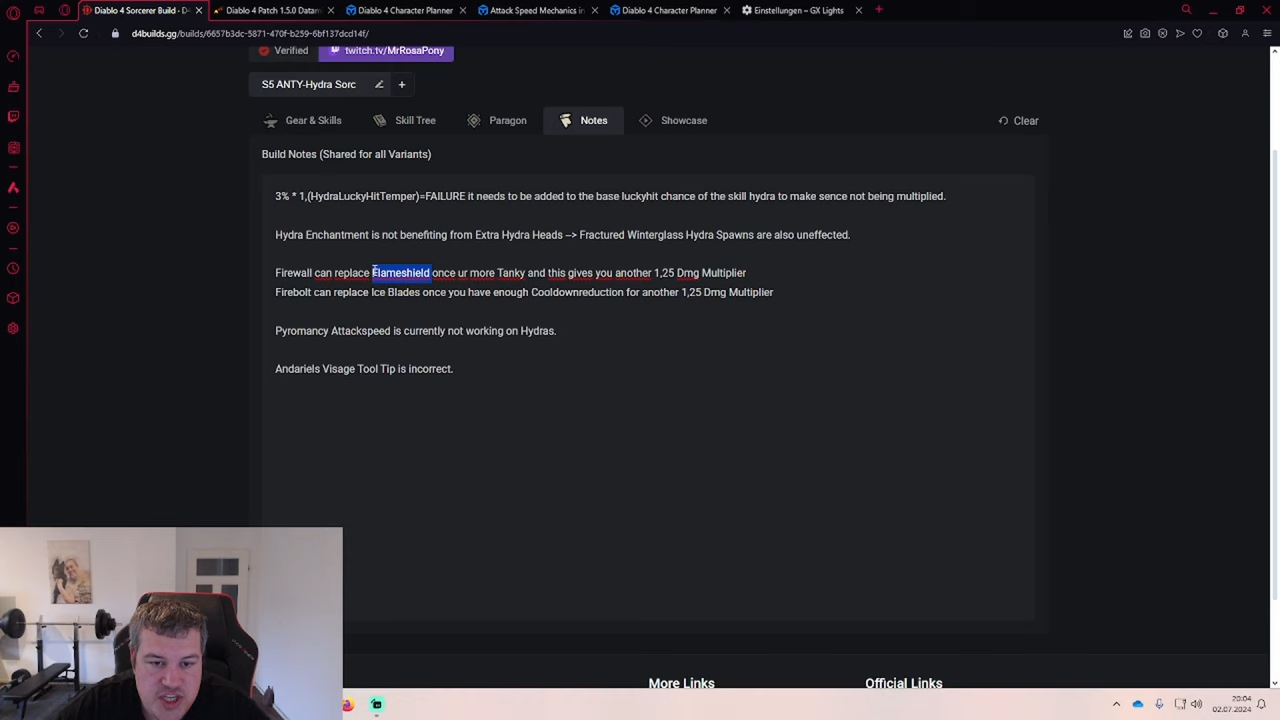 Diablo 4 Sorcerer Build · D4
Diablo 4 Patch 1.5.0 Datam
Diablo 4 Character Planner
Attack Speed Mechanics in
Diablo 4 Character Planner
Einstellungen – GX Lights
d4builds.gg/builds/6657b3dc-5871-470f-b259-6bf137dcd14f/
Verified
twitch.tv/MrRosaPony
S5 ANTY-Hydra Sorc
Gear & Skills
Skill Tree
Paragon
Notes
Showcase
Clear
Build Notes (Shared for all Variants)
3% * 1,(HydraLuckyHitTemper)=FAILURE it needs to be added to the base luckyhit chance of the skill hydra to make sence not being multiplied.
Hydra Enchantment is not benefiting from Extra Hydra Heads --> Fractured Winterglass Hydra Spawns are also uneffected.
Firewall can replace Flameshield once ur more Tanky and this gives you another 1,25 Dmg Multiplier
Firebolt can replace Ice Blades once you have enough Cooldownreduction for another 1,25 Dmg Multiplier
Pyromancy Attackspeed is currently not working on Hydras.
Andariels Visage Tool Tip is incorrect.
More Links
Official Links
20:04
02.07.2024